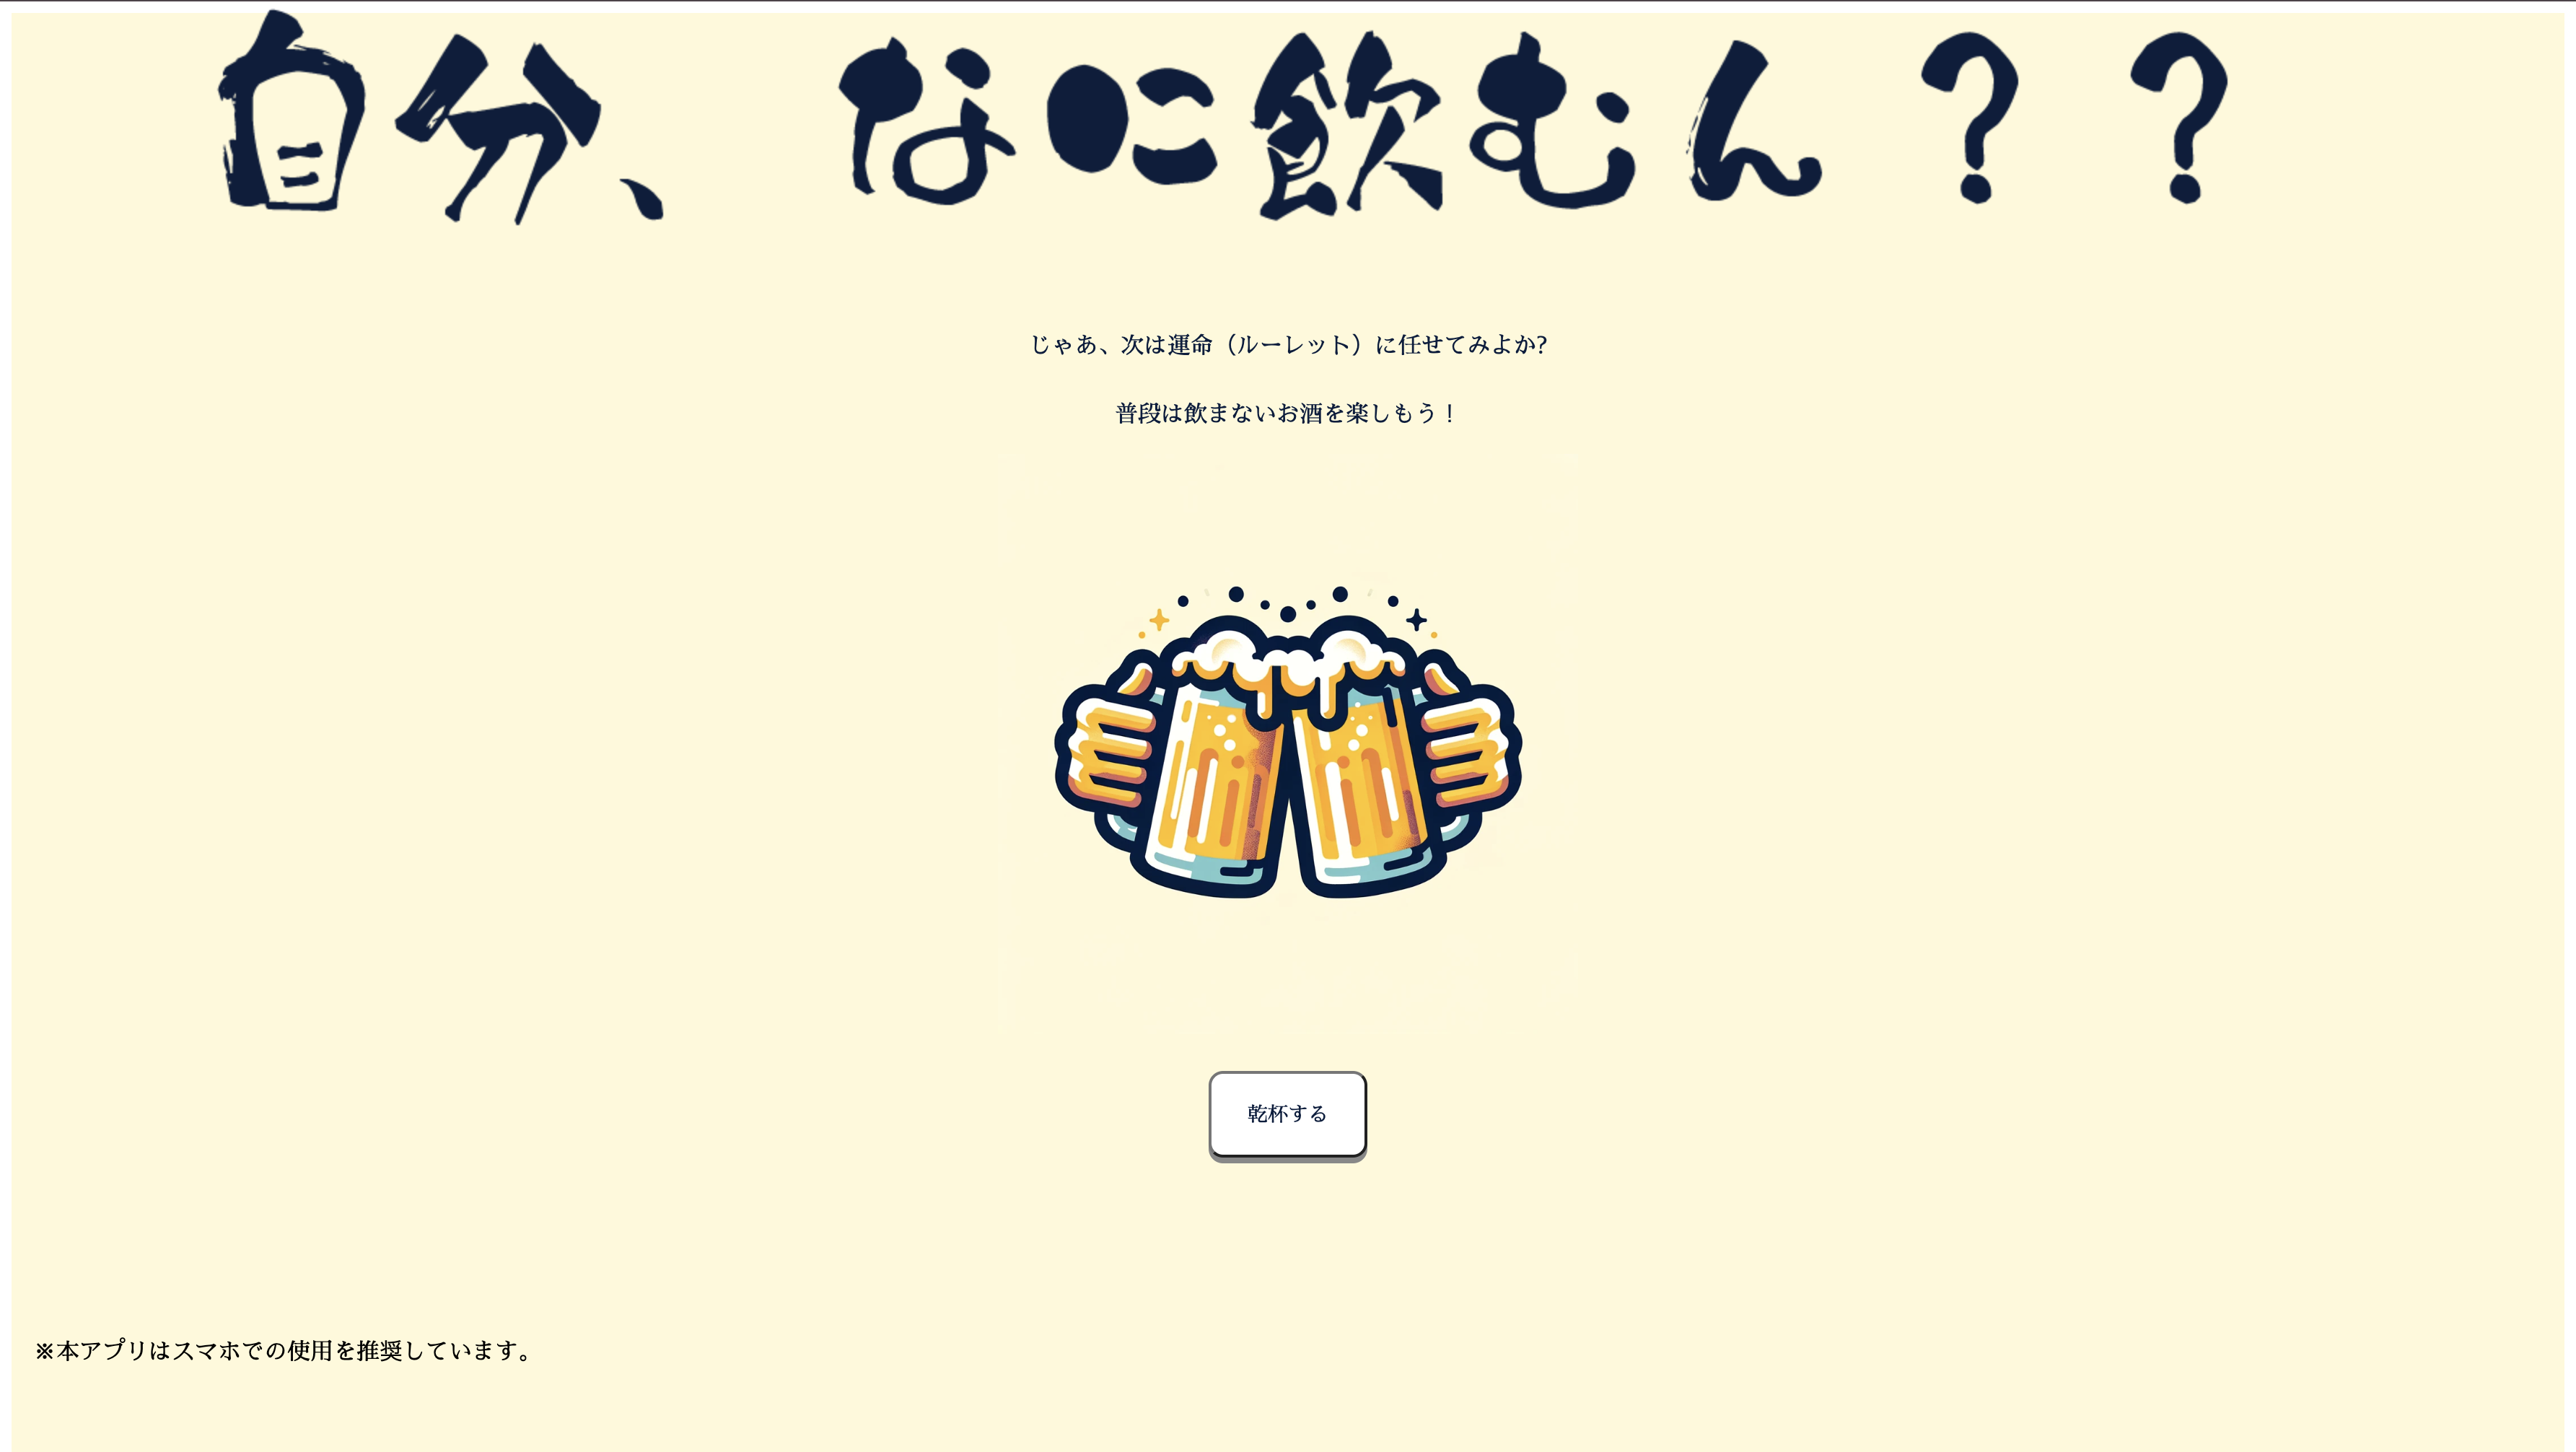 自分、 なに飲むん？？
じゃあ、次は運命（ルーレット）に任せてみよか?
普段は飲まないお酒を楽しもう！
乾杯する
※本アプリはスマホでの使用を推奨しています。